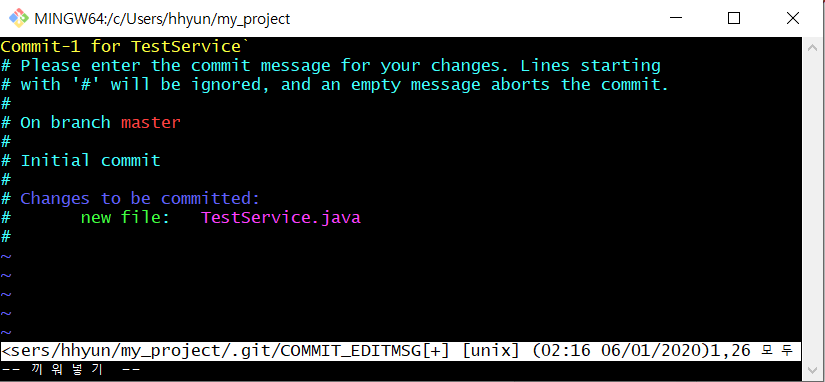 MINGW64:/c/Users/hhyun/my_project
Commit-1 for TestService`
# Please enter the commit message for your changes. Lines starting
# with '#' will be ignored, and an empty message aborts the commit.
#
# On branch master
#
# Initial commit
#
# Changes to be committed:
#       new file:   TestService.java
#
~
~
~
~
~
<sers/hhyun/my_project/.git/COMMIT_EDITMSG[+] [unix] (02:16 06/01/2020)1,26 모두
-- 끼워넣기 --